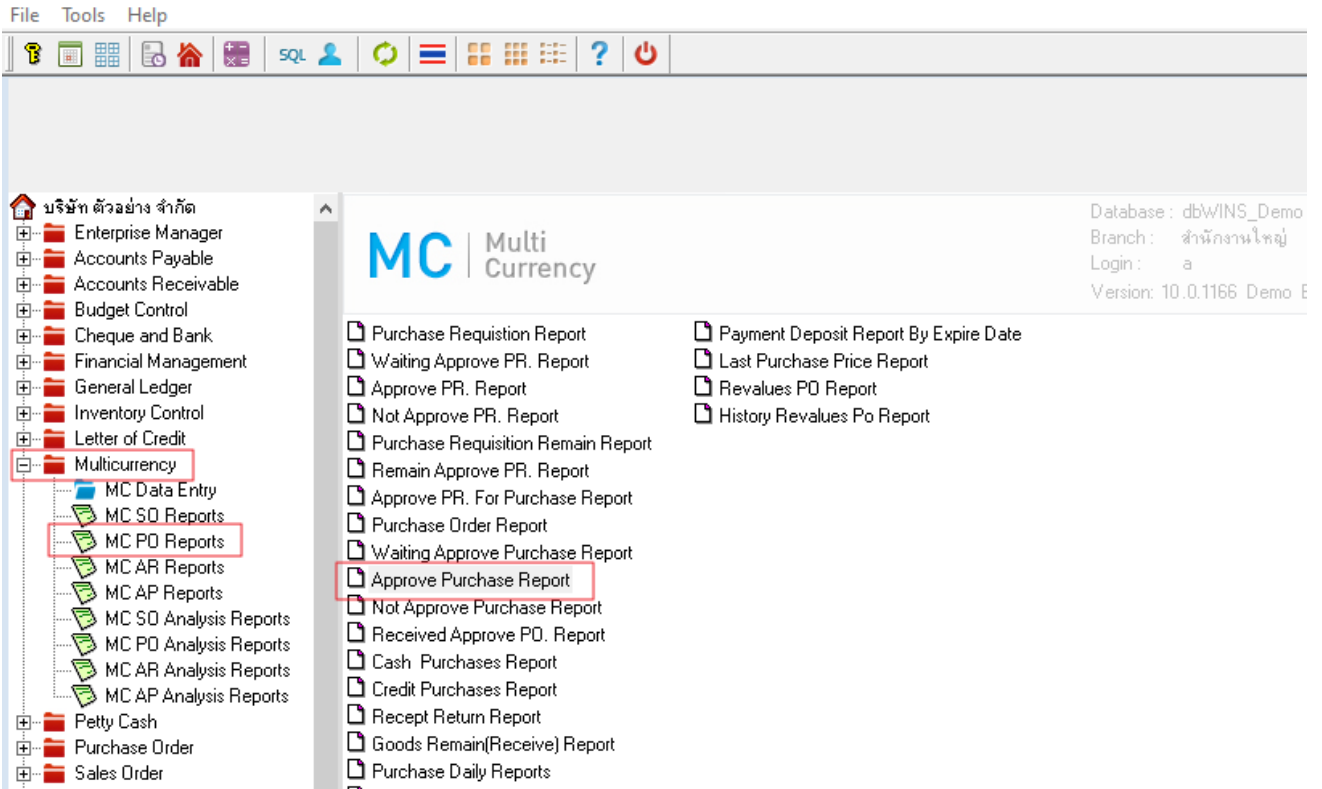 File Tools Help
SQL
?
บริษัท ตัวอย่าง จำกัด
Enterprise Manager
Accounts Payable
Accounts Receivable
Budget Control
Cheque and Bank
Financial Management
General Ledger
Inventory Control
Letter of Credit
Multicurrency
MC Data Entry
MC SO Reports
MC PO Reports
MC AR Reports
MC AP Reports
MC SO Analysis Reports
MC PO Analysis Reports
MC AR Analysis Reports
MC AP Analysis Reports
Petty Cash
Purchase Order
Sales Order
MC
Multi
Currency
Database : dbWINS_Demo
Branch : สำนักงานใหญ่
Login : a
Version: 10.0.1166 Demo
Purchase Requistion Report
Waiting Approve PR. Report
Approve PR. Report
Not Approve PR. Report
Purchase Requisition Remain Report
Remain Approve PR. Report
Approve PR. For Purchase Report
Purchase Order Report
Waiting Approve Purchase Report
Approve Purchase Report
Not Approve Purchase Report
Received Approve PO. Report
Cash Purchases Report
Credit Purchases Report
Recept Return Report
Goods Remain(Receive) Report
Purchase Daily Reports
Payment Deposit Report By Expire Date
Last Purchase Price Report
Revalues PO Report
History Revalues Po Report